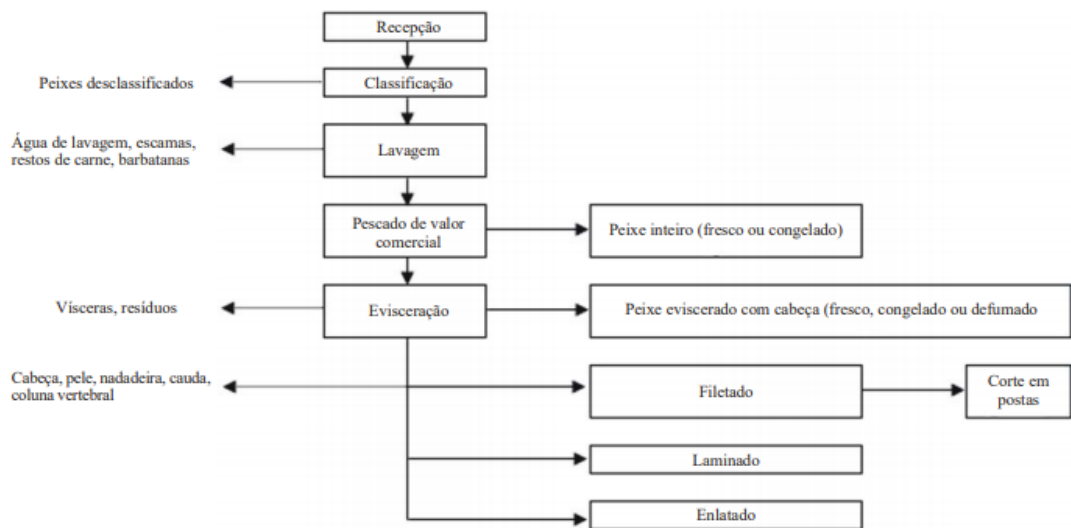 Recepção
Peixes desclassificados
Classificação
Água de lavagem, escamas,
restos de carne, barbatanas
Lavagem
Pescado de valor
comercial
Peixe inteiro (fresco ou congelado)
Vísceras, resíduos
Evisceração
Peixe eviscerado com cabeça (fresco, congelado ou defumado
Cabeça, pele, nadadeira, cauda,
coluna vertebral
Filetado
Corte em
postas
Laminado
Enlatado